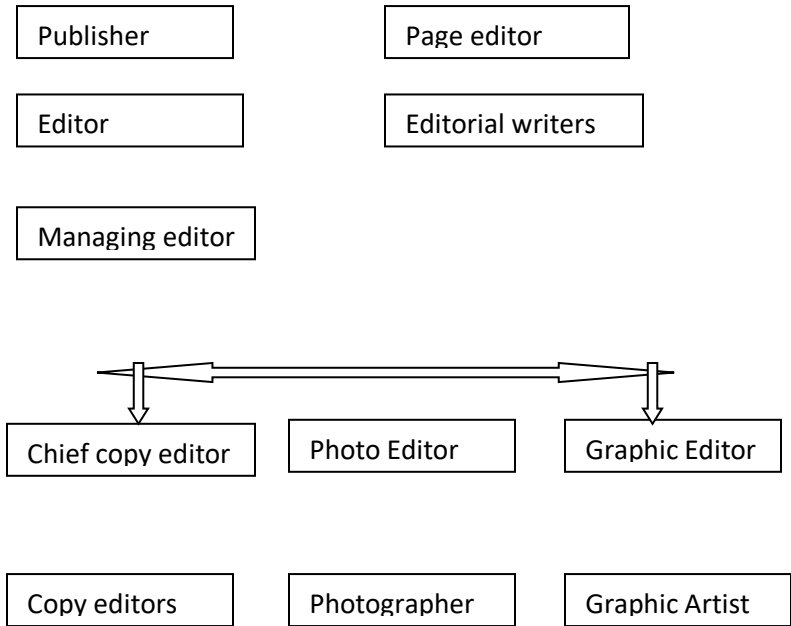 Publisher
Page editor
Editor
Editorial writers
Managing editor
Chief copy editor
Photo Editor
Graphic Editor
Copy editors
Photographer
Graphic Artist